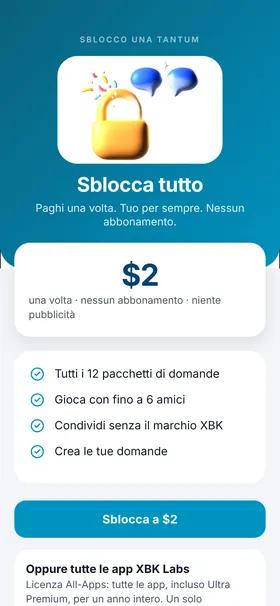 SBLOCCO UNA TANTUM
Sblocca tutto
Paghi una volta. Tuo per sempre. Nessun
abbonamento.
$2
una volta · nessun abbonamento · niente
pubblicità
Tutti i 12 pacchetti di domande
Gioca con fino a 6 amici
Condividi senza il marchio XBK
Crea le tue domande
Sblocca a $2
Oppure tutte le app XBK Labs
Licenza All-Apps: tutte le app, incluso Ultra
Premium, per un anno intero. Un solo